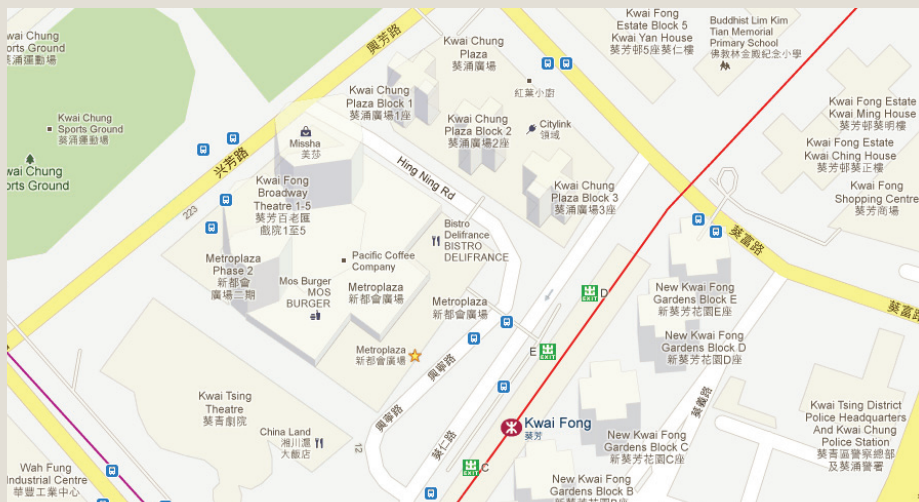 Kwai Chung
Sports Ground
葵涌運動場
Kwai Chung
Sports Ground
葵涌運動場
Kwai Chung
Sports Ground
興芳路
兴芳路
223
Kwai Chung
Plaza
葵涌廣場
Kwai Chung
Plaza Block 1
葵涌廣場1座
Kwai Chung
Plaza Block 2
葵涌廣場2座
Kwai Chung
Plaza Block 3
葵涌廣場3座
紅葉小廚
Citylink
領域
Kwai Fong
Estate Block 5
Kwai Yan House
葵芳邨5座葵仁樓
Buddhist Lim Kim
Tian Memorial
Primary School
佛教林金殿紀念小學
Kwai Fong Estate
Kwai Ming House
葵芳邨葵明樓
Kwai Fong Estate
Kwai Ching House
葵芳邨葵正樓
Kwai Fong
Shopping Centre
葵芳商場
葵富路
葵富路
Missha
美莎
Hing Ning Rd
Kwai Fong
Broadway
Theatre 1-5
葵芳百老匯
戲院1至5
Bistro
Delifrance
BISTRO
DELIFRANCE
Pacific Coffee
Company
Metroplaza
Phase 2
新都會
廣場二期
Mos Burger
MOS
BURGER
Metroplaza
新都會廣場
Metroplaza
新都會廣場
Metroplaza
新都會廣場
EXIT
D
E
EXIT
EXIT
C
New Kwai Fong
Gardens Block E
新葵芳花園E座
New Kwai Fong
Gardens Block D
新葵芳花園D座
New Kwai Fong
Gardens Block C
新葵芳花園C座
New Kwai Fong
Gardens Block B
興寧路
興寧路
12
葵仁路
葵義路
Kwai Fong
葵芳
Kwai Tsing
Theatre
葵青劇院
China Land
湘川滬
大飯店
Wah Fung
Industrial Centre
華豐工業中心
Kwai Tsing District
Police Headquarters
And Kwai Chung
Police Station
葵青區警察總部
及葵涌警署